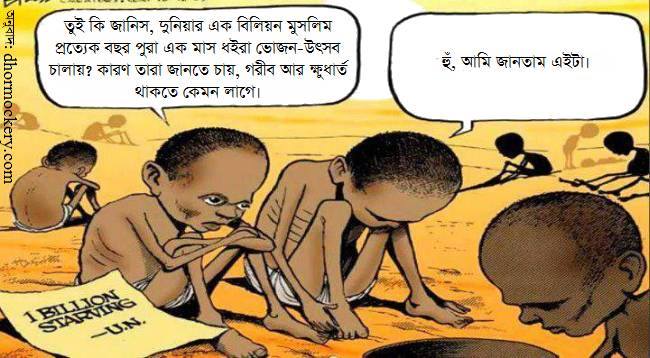 তুই কি জানিস, দুনিয়ার এক বিলিয়ন মুসলিম
প্রত্যেক বছর পুরা এক মাস ধইরা ভোজন-উৎসব
চালায়? কারণ তারা জানতে চায়, গরীব আর ক্ষুধার্ত
থাকতে কেমন লাগে।
হুঁ, আমি জানতাম এইটা।
অনুবাদ: dhormockery.com
1 BILLION
STARVING
—U.N.